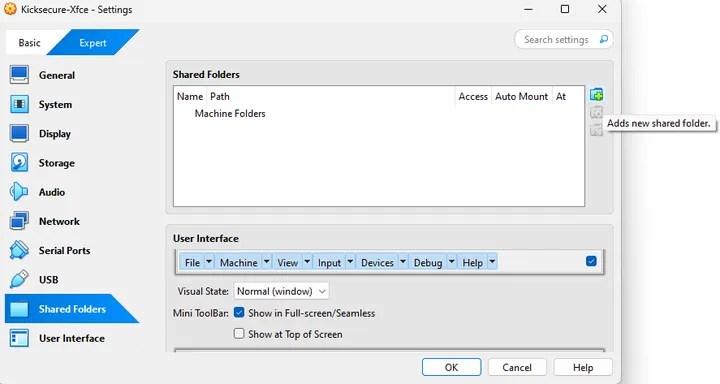 Kicksecure-Xfce - Settings
Basic Expert
Search settings
General
System
Display
Storage
Audio
Network
Serial Ports
USB
Shared Folders
User Interface
Shared Folders
Name Path Access Auto Mount At
Machine Folders
Adds new shared folder.
User Interface
File Machine View Input Devices Debug Help
Visual State: Normal (window)
Mini ToolBar: Show in Full-screen/Seamless
Show at Top of Screen
OK Cancel Help